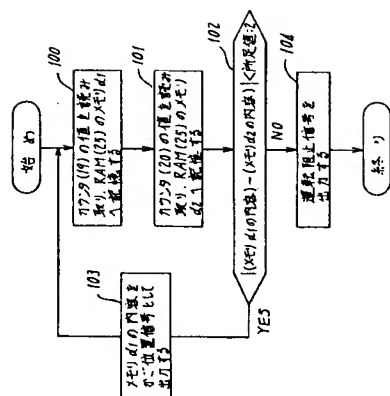 始め
100
カウンタ(19)の値を読み
取り、RAM(25)のメモリd1
へ記憶する
101
カウンタ(20)の値を読み
取り、RAM(25)のメモリ
d2へ記憶する
102
|(メモリd1の内容)-(メモリd2の内容)|<所定値:Z
YES
NO
103
メモリd1の内容を
かご位置信号として
出力する
104
運転阻止信号を
出力する
終り